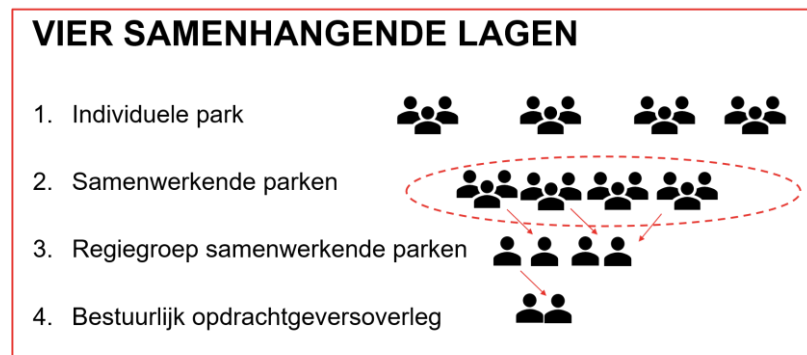 VIER SAMENHANGENDE LAGEN
1. Individuele park
2. Samenwerkende parken
3. Regiegroep samenwerkende parken
4. Bestuurlijk opdrachtgeversoverleg